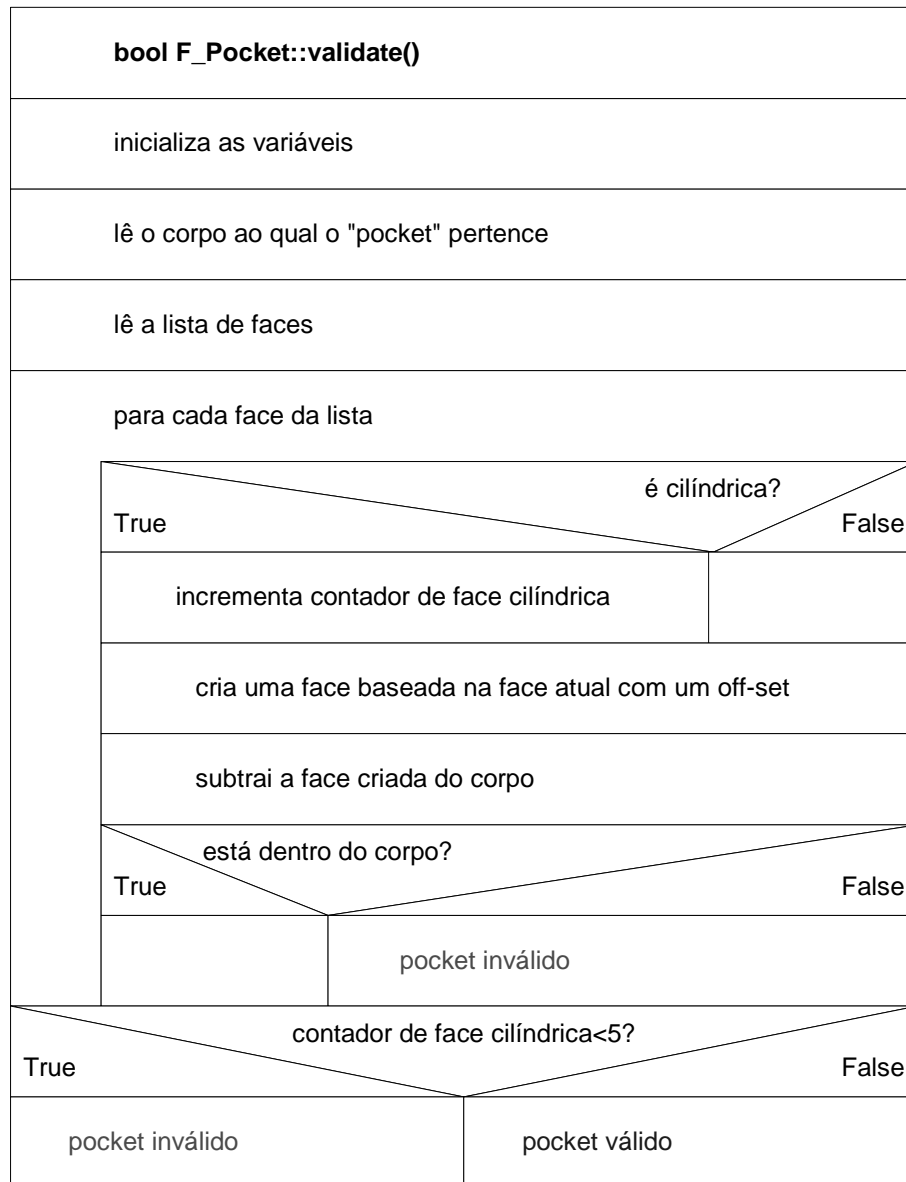 bool F_Pocket::validate()
inicializa as variáveis
lê o corpo ao qual o "pocket" pertence
lê a lista de faces
para cada face da lista
é cilíndrica?
True
False
incrementa contador de face cilíndrica
cria uma face baseada na face atual com um off-set
subtrai a face criada do corpo
está dentro do corpo?
True
False
pocket inválido
contador de face cilíndrica<5?
True
False
pocket inválido
pocket válido